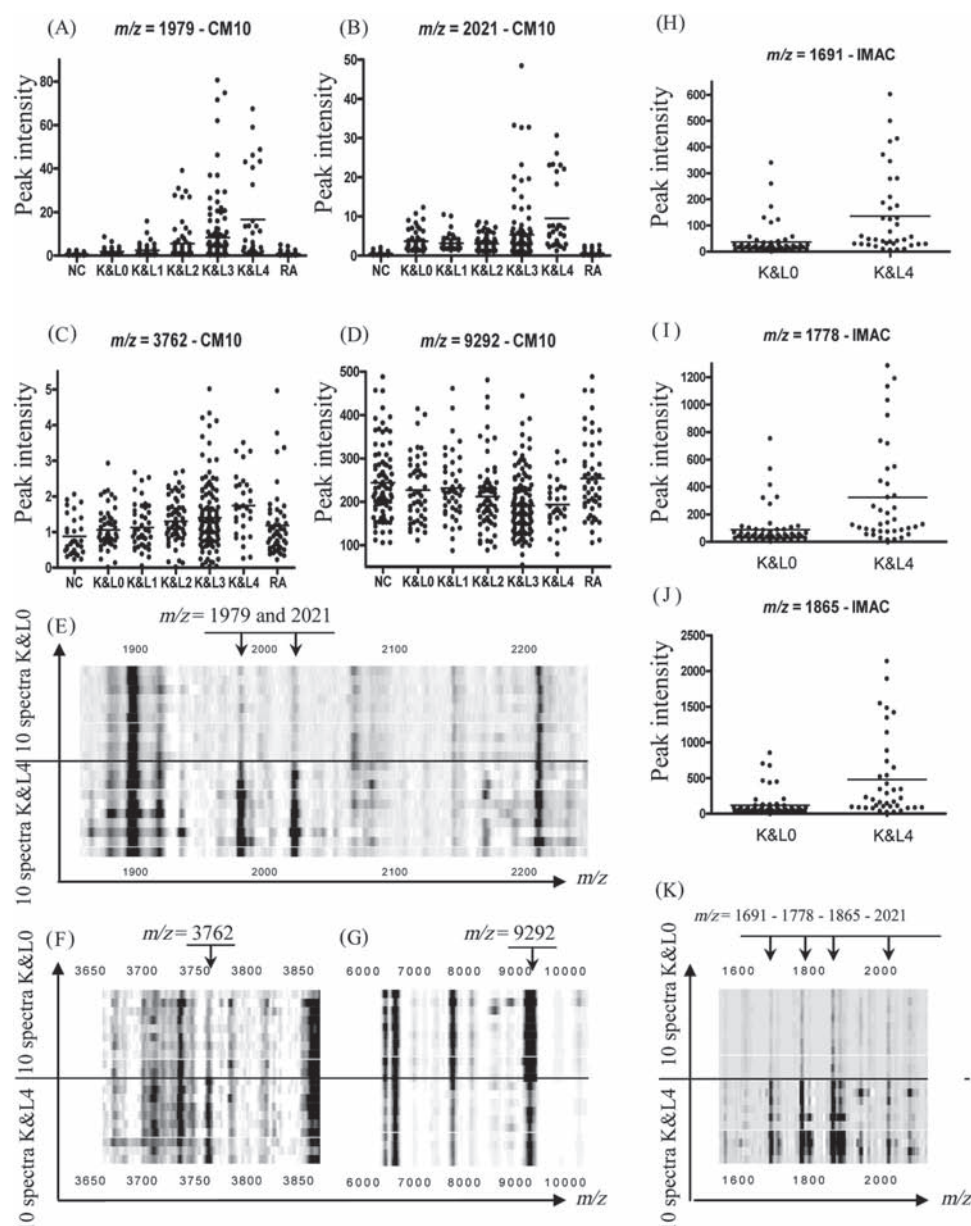 (A)
m/z = 1979 - CM10
Peak intensity
80
60
40
20
0
NC K&L0 K&L1 K&L2 K&L3 K&L4 RA
(B)
m/z = 2021 - CM10
Peak intensity
50
40
30
20
10
0
NC K&L0 K&L1 K&L2 K&L3 K&L4 RA
(H)
m/z = 1691 - IMAC
Peak intensity
600
500
400
300
200
100
0
K&L0 K&L4
(C)
m/z = 3762 - CM10
Peak intensity
5
4
3
2
1
0
NC K&L0 K&L1 K&L2 K&L3 K&L4 RA
(D)
m/z = 9292 - CM10
Peak intensity
500
400
300
200
100
NC K&L0 K&L1 K&L2 K&L3 K&L4 RA
(I)
m/z = 1778 - IMAC
Peak intensity
1200
1000
800
600
400
200
0
K&L0 K&L4
(J)
m/z = 1865 - IMAC
Peak intensity
2500
2000
1500
1000
500
0
K&L0 K&L4
(E)
m/z = 1979 and 2021
1900 2000 2100 2200
10 spectra K&L0
10 spectra K&L4
1900 2000 2100 2200
m/z
(F)
m/z = 3762
3650 3700 3750 3800 3850
10 spectra K&L0
10 spectra K&L4
3650 3700 3750 3800 3850
(G)
m/z = 9292
6000 7000 8000 9000 10000
6000 7000 8000 9000 10000
m/z
(K)
m/z = 1691 - 1778 - 1865 - 2021
1600 1800 2000
10 spectra K&L0
10 spectra K&L4
1600 1800 2000
m/z